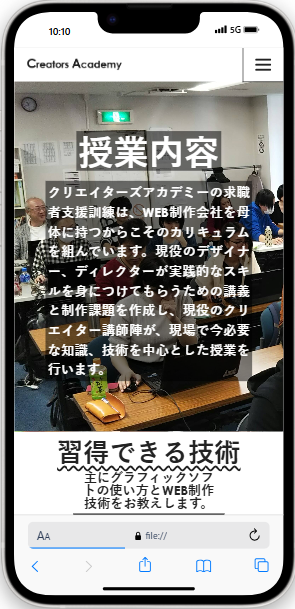 10:10
5G
Creators Academy
授業内容
クリエイターズアカデミーの求職
者支援訓練は、WEB制作会社を母
体に持つからこそのカリキュラム
を組んでいます。現役のデザイナ
ー、ディレクターが実践的なスキ
ルを身につけてもらうための講義
と制作課題を作成し、現役のクリ
エイター講師陣が、現場で今必要
な知識、技術を中心とした授業を
行います。
習得できる技術
主にグラフィックソフ
トの使い方とWEB制作
技術をお教えします。
AA
file://